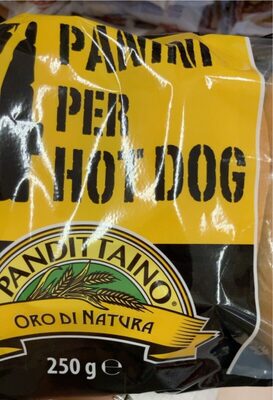 PANINI
PER
HOT DOG
PANDITTAINO®
ORO DI NATURA
250 g ℮